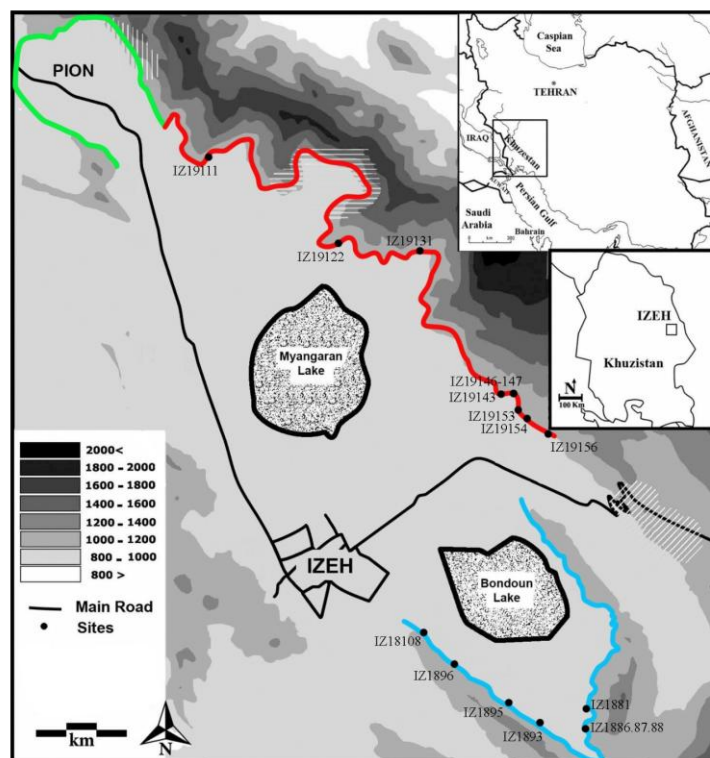 PION
IZ19111
IZ19122
IZ19131
Myangaran
Lake
IZ19146-147
IZ19143
IZ19153
IZ19154
IZ19156
IZEH
Bondoun
Lake
IZ18108
IZ1896
IZ1895
IZ1893
IZ1881
IZ1886.87.88
2000<
1800 - 2000
1600 - 1800
1400 - 1600
1200 - 1400
1000 - 1200
800 - 1000
800 >
Main Road
Sites
km
N
Caspian
Sea
TEHRAN
IRAQ
Khuzestan
AFGHANISTAN
Persian Gulf
Saudi
Arabia
Bahrain
IZEH
Khuzistan
N
100 Km